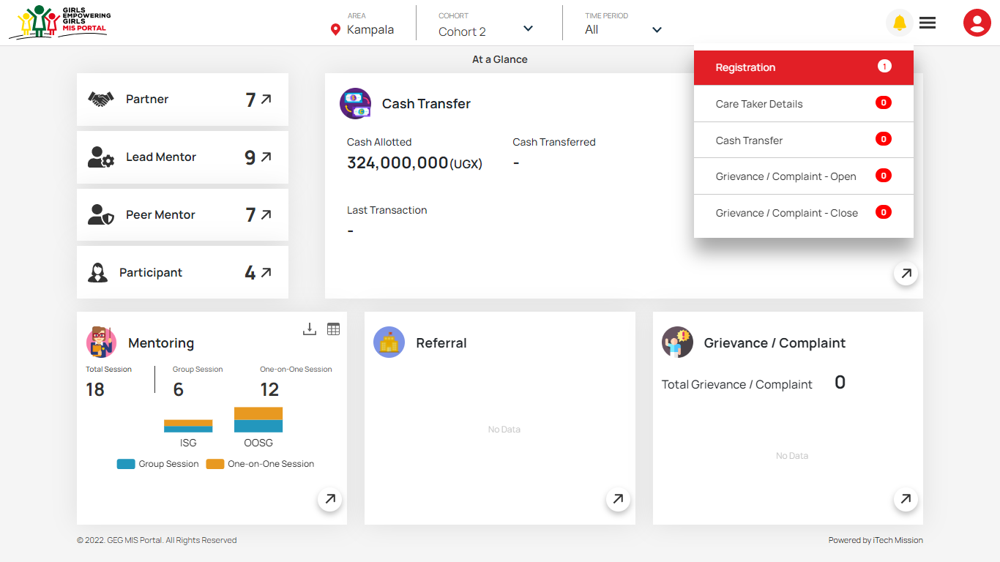 GIRLS
EMPOWERING
GIRLS
MIS PORTAL
AREA
Kampala
COHORT
Cohort 2
TIME PERIOD
All
At a Glance
Registration 1
Care Taker Details 0
Cash Transfer 0
Grievance / Complaint - Open 0
Grievance / Complaint - Close 0
Partner 7
Lead Mentor 9
Peer Mentor 7
Participant 4
Cash Transfer
Cash Allotted
324,000,000(UGX)
Cash Transferred
-
Last Transaction
-
Mentoring
Total Session
18
Group Session
6
One-on-One Session
12
ISG OOSG
Group Session One-on-One Session
Referral
No Data
Grievance / Complaint
Total Grievance / Complaint 0
No Data
© 2022. GEG MIS Portal. All Rights Reserved
Powered by iTech Mission